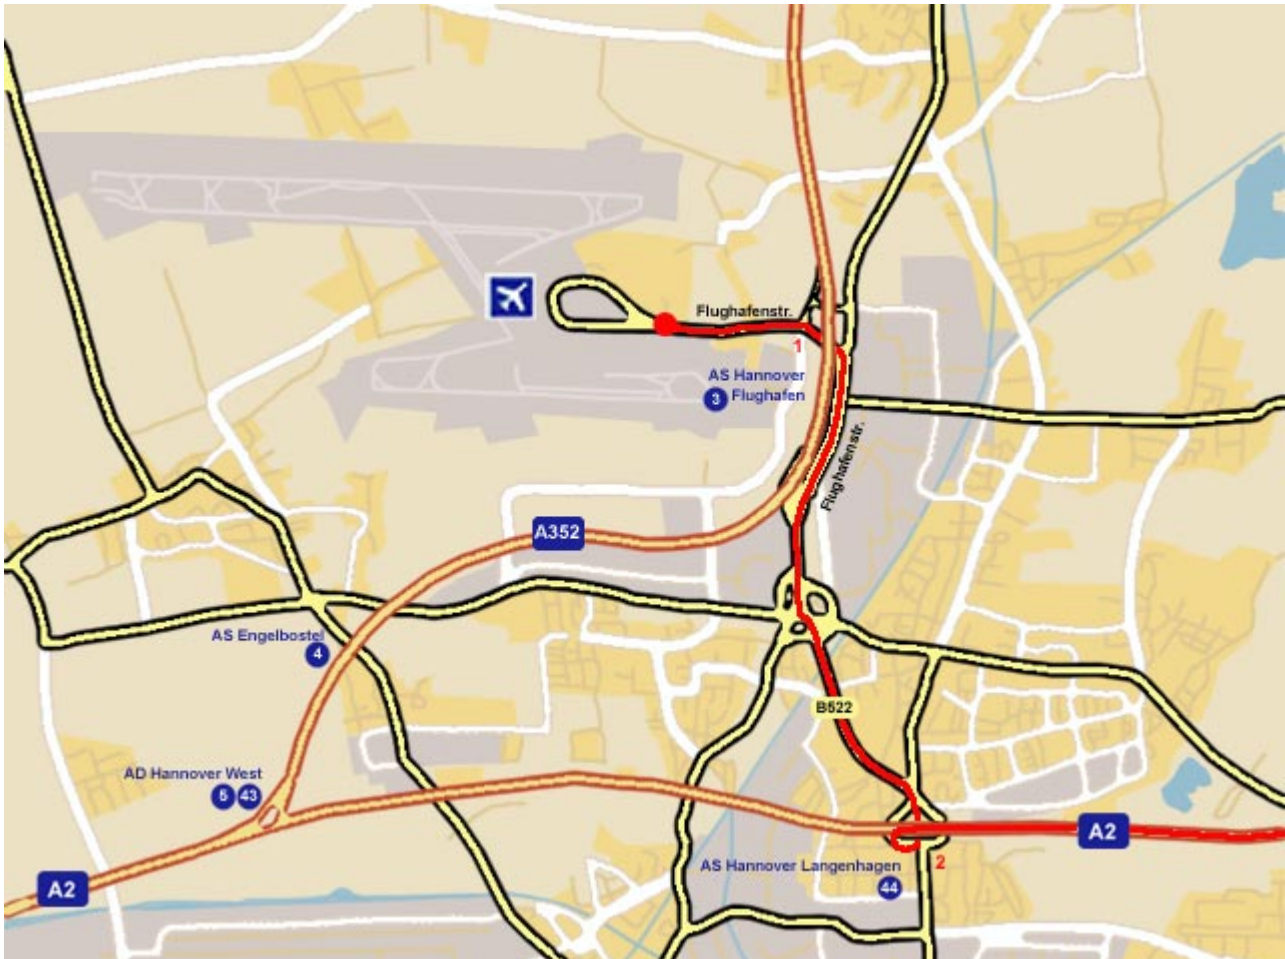 Flughafenstr.
1
AS Hannover
3 Flughafen
Flughafenstr.
A352
AS Engelbostel
4
B522
AD Hannover West
5 43
A2
AS Hannover Langenhagen
2
44
A2